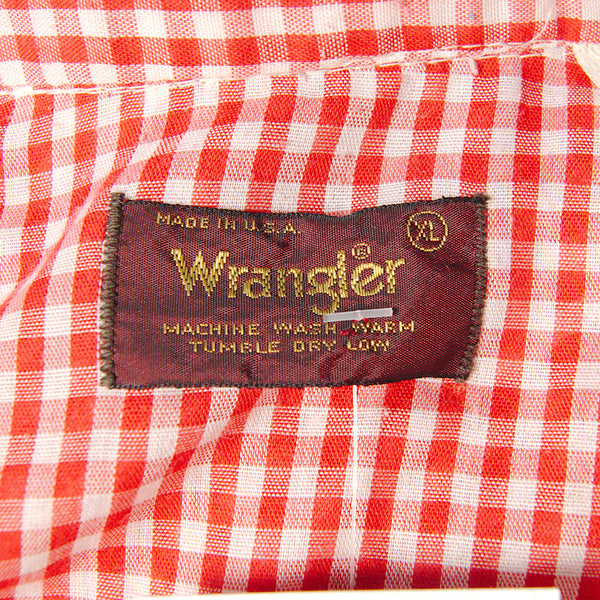 MADE IN U.S.A. XL
Wrangler®
MACHINE WASH WARM
TUMBLE DRY LOW